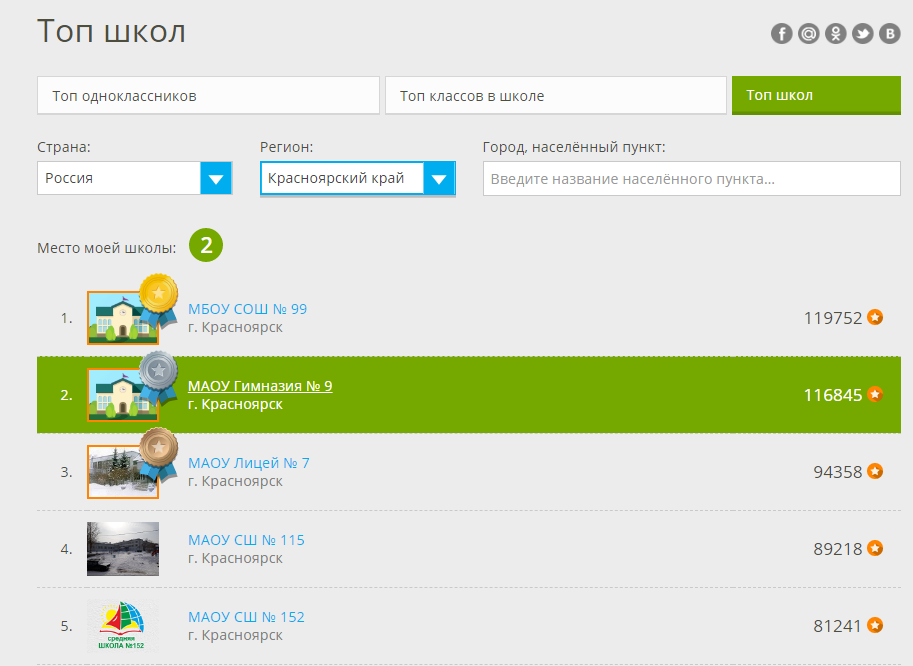 Топ школ
Топ одноклассников
Топ классов в школе
Топ школ
Страна:
Регион:
Город, населённый пункт:
Россия
Красноярский край
Введите название населённого пункта...
Место моей школы: 2
1.
МБОУ СОШ № 99
г. Красноярск
119752
2.
МАОУ Гимназия № 9
г. Красноярск
116845
3.
МАОУ Лицей № 7
г. Красноярск
94358
4.
МАОУ СШ № 115
г. Красноярск
89218
5.
средняя
ШКОЛА №152
МАОУ СШ № 152
г. Красноярск
81241